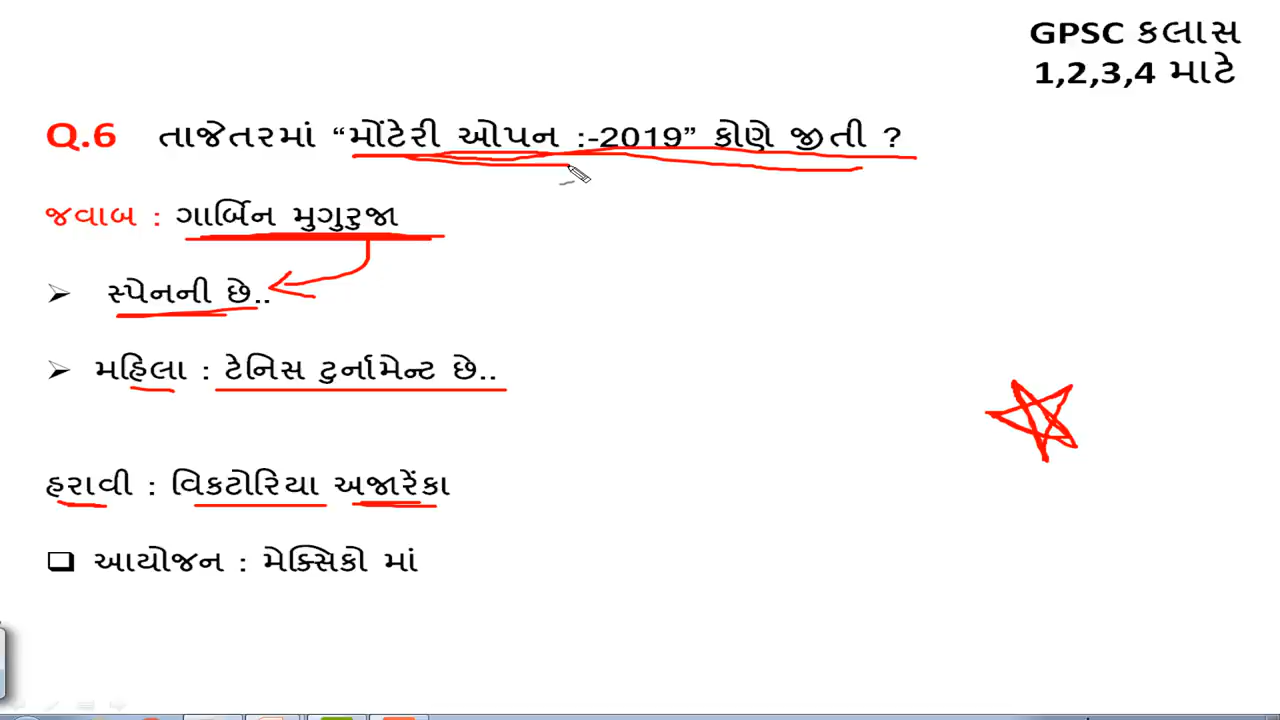 GPSC કલાસ
1,2,3,4 માટે
Q.6 તાજેતરમાં “મોંટેરી ઓપન :-2019” કોણે જીતી ?
જવાબ : ગાર્બિન મુગુરુજા
સ્પેનની છે..
મહિલા : ટેનિસ ટુર્નામેન્ટ છે..
હરાવી : વિકટોરિયા અજારેંકા
આયોજન : મેક્સિકો માં